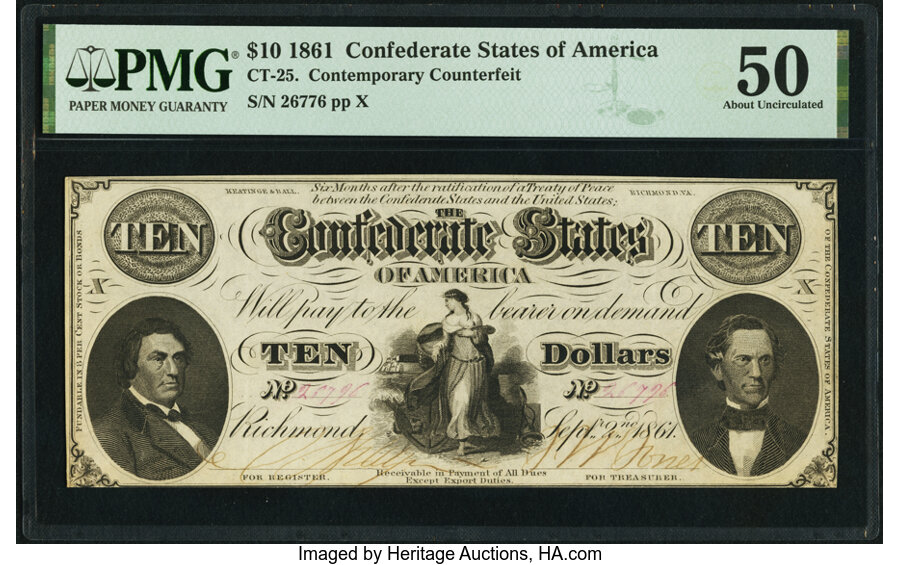 PMG®
PAPER MONEY GUARANTY
$10 1861 Confederate States of America
CT-25. Contemporary Counterfeit
S/N 26776 pp X
50
About Uncirculated
KEATINGE & BALL.
Six Months after the ratification of a Treaty of Peace
between the Confederate States and the United States;
RICHMOND, VA.
TEN
THE
Confederate States
TEN
OF AMERICA
X
X
FUNDABLE IN 8 PER CENT STOCK OR BONDS
OF THE CONFEDERATE STATES OF AMERICA
Will pay to the bearer on demand
TEN
Dollars
No
No
Richmond, Septr. 2nd 1861.
FOR REGISTER.
Receivable in Payment of All Dues
Except Export Duties.
FOR TREASURER.
Imaged by Heritage Auctions, HA.com